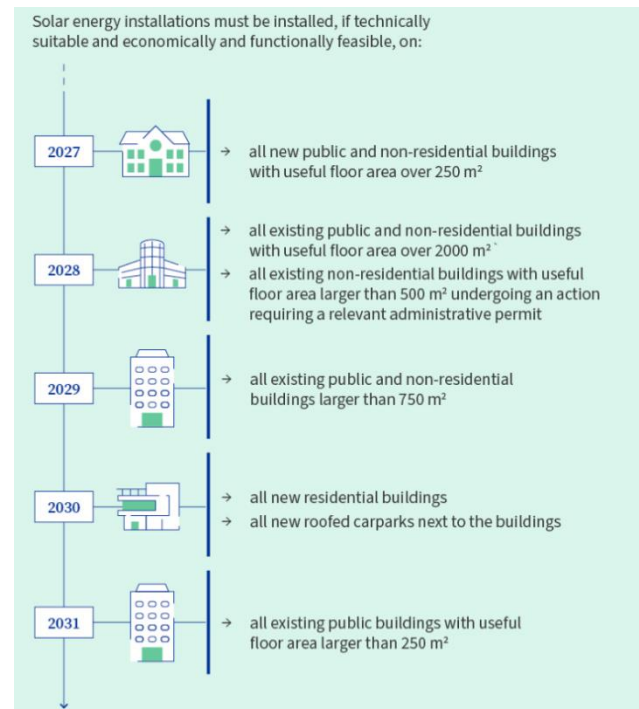 Solar energy installations must be installed, if technically
suitable and economically and functionally feasible, on:
2027
→ all new public and non-residential buildings
with useful floor area over 250 m²
2028
→ all existing public and non-residential buildings
with useful floor area over 2000 m²`
→ all existing non-residential buildings with useful
floor area larger than 500 m² undergoing an action
requiring a relevant administrative permit
2029
→ all existing public and non-residential
buildings larger than 750 m²
2030
→ all new residential buildings
→ all new roofed carparks next to the buildings
2031
→ all existing public buildings with useful
floor area larger than 250 m²